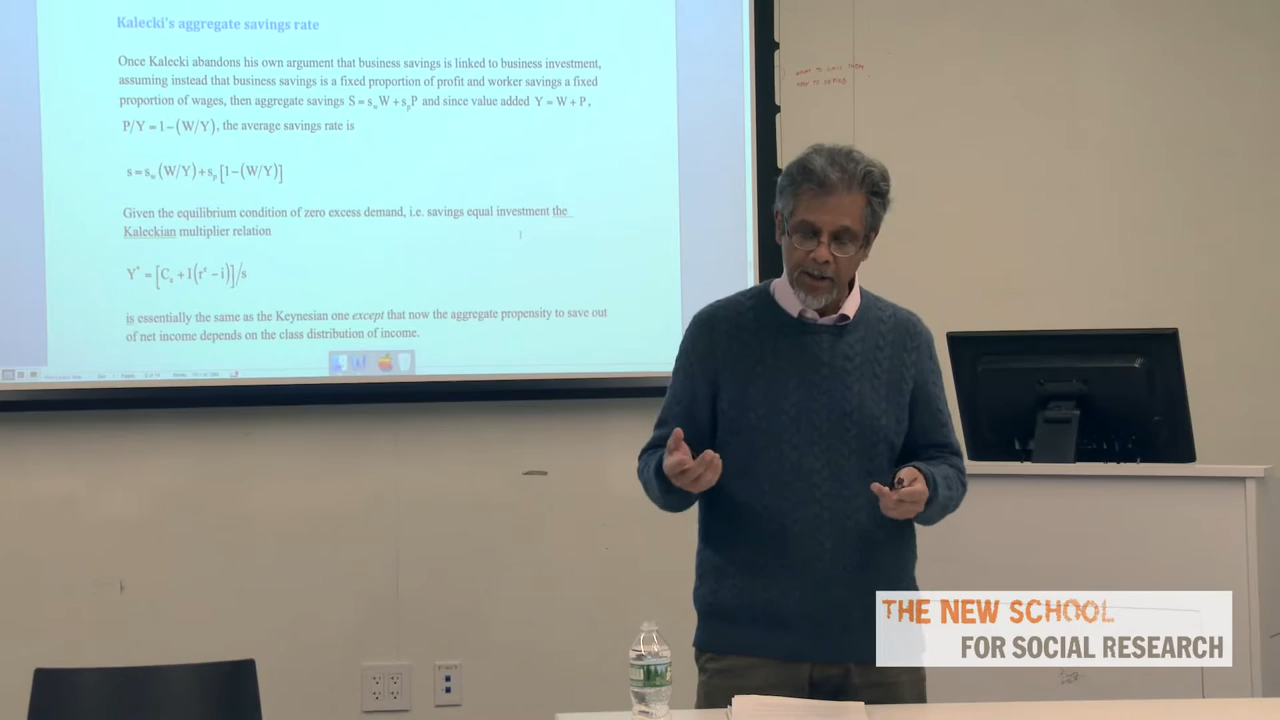 Kalecki's aggregate savings rate
Once Kalecki abandons his own argument that business savings is linked to business investment,
assuming instead that business savings is a fixed proportion of profit and worker savings a fixed
proportion of wages, then aggregate savings S = s_w W + s_p P and since value added Y = W + P ,
P/Y = 1 − (W/Y), the average savings rate is
s = s_w (W/Y) + s_p [1 − (W/Y)]
Given the equilibrium condition of zero excess demand, i.e. savings equal investment the
Kaleckian multiplier relation
is essentially the same as the Keynesian one except that now the aggregate propensity to save out
of net income depends on the class distribution of income.
THE NEW SCHOOL
FOR SOCIAL RESEARCH